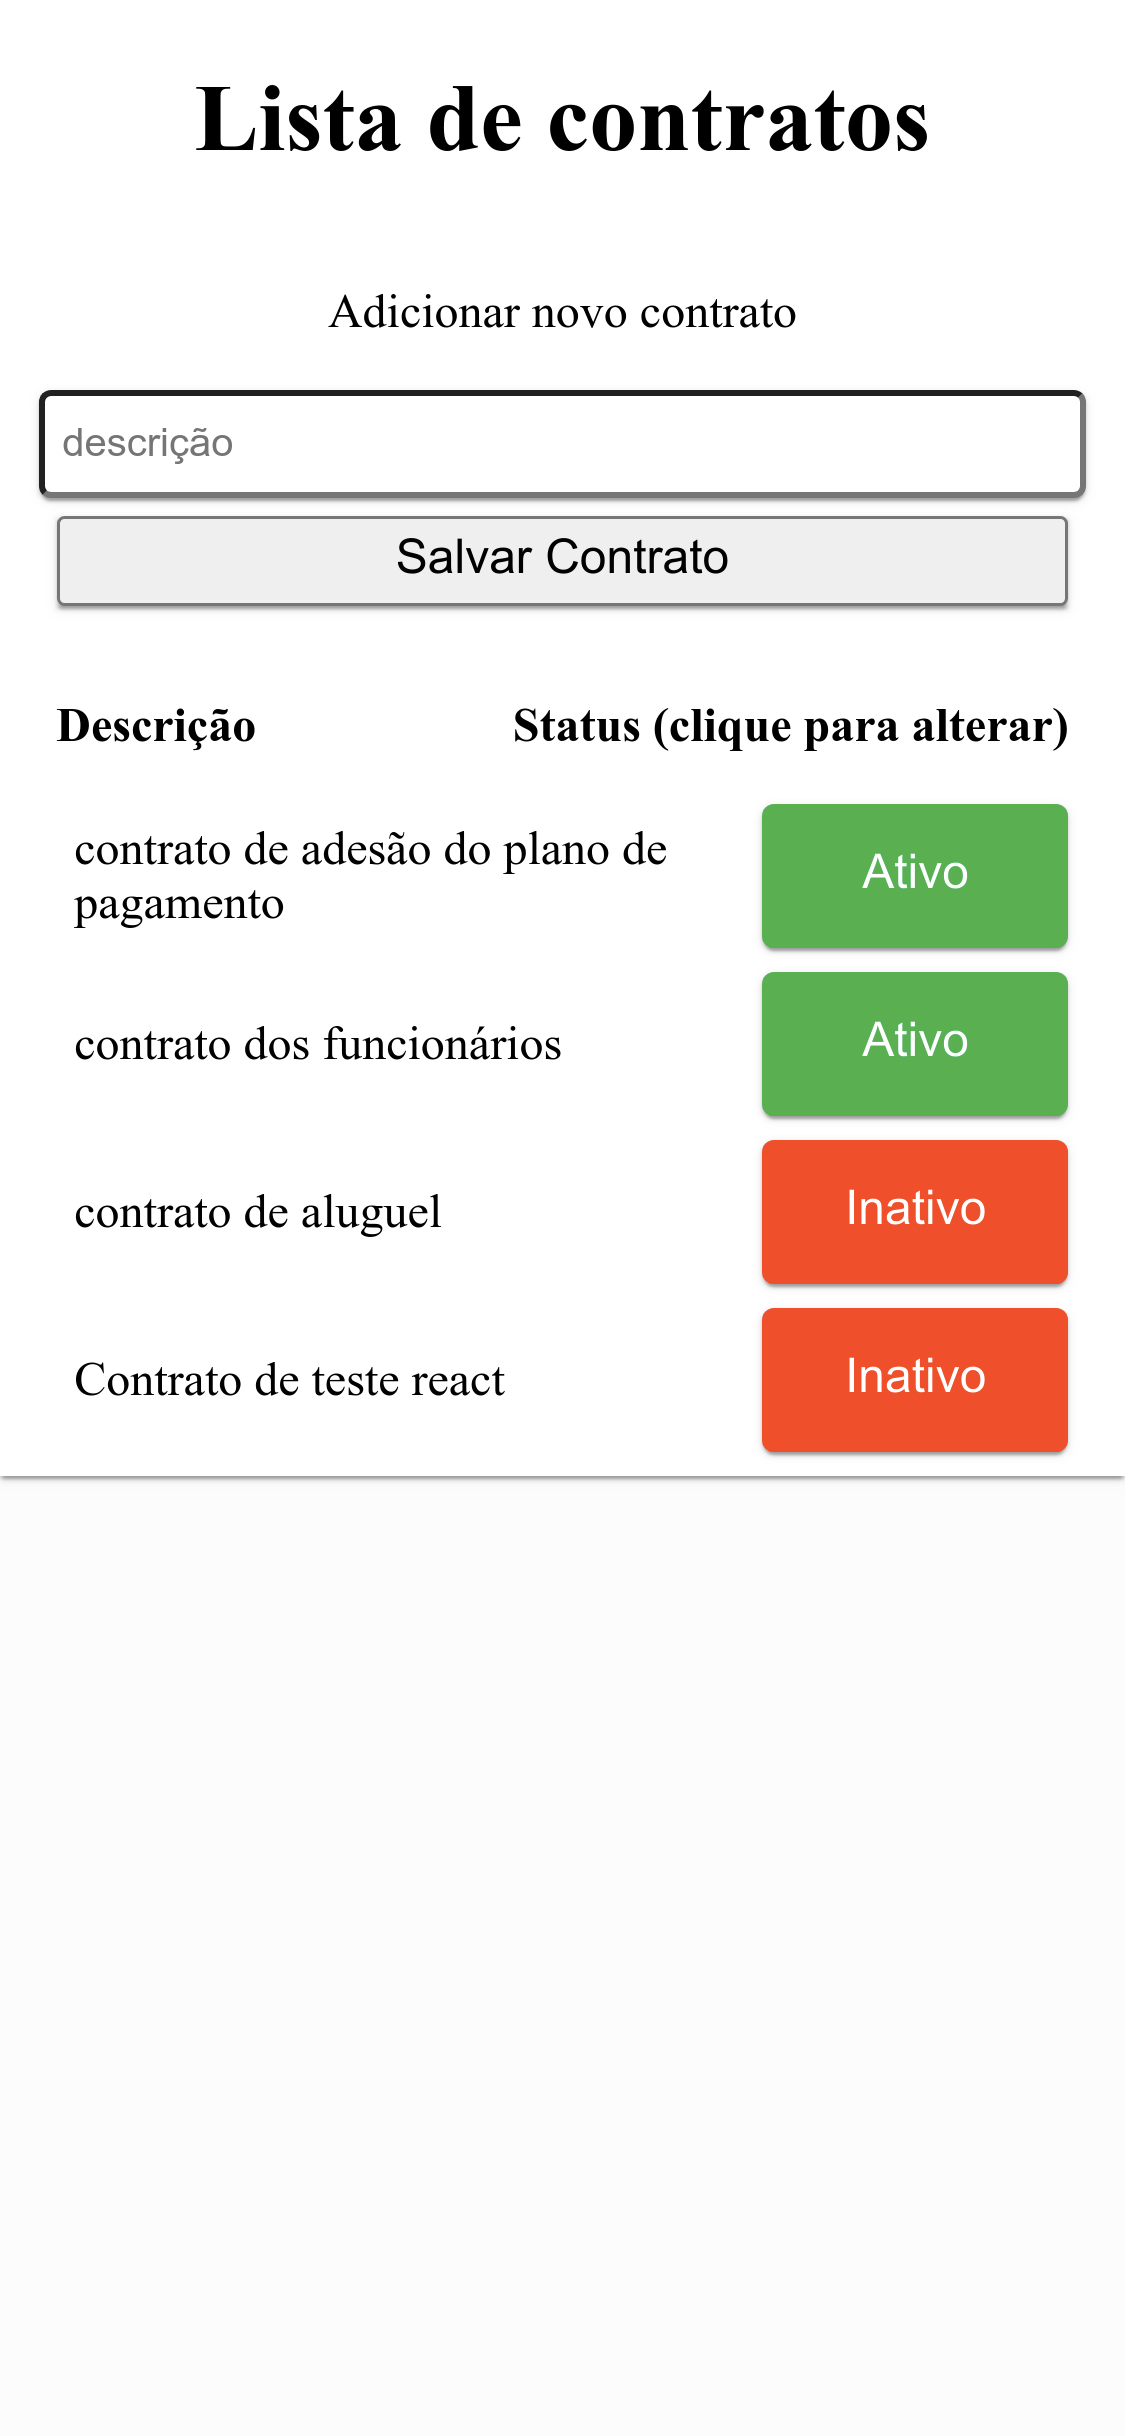 Lista de contratos
Adicionar novo contrato
descrição
Salvar Contrato
Descrição Status (clique para alterar)
contrato de adesão do plano de
pagamento
Ativo
contrato dos funcionários Ativo
contrato de aluguel Inativo
Contrato de teste react Inativo